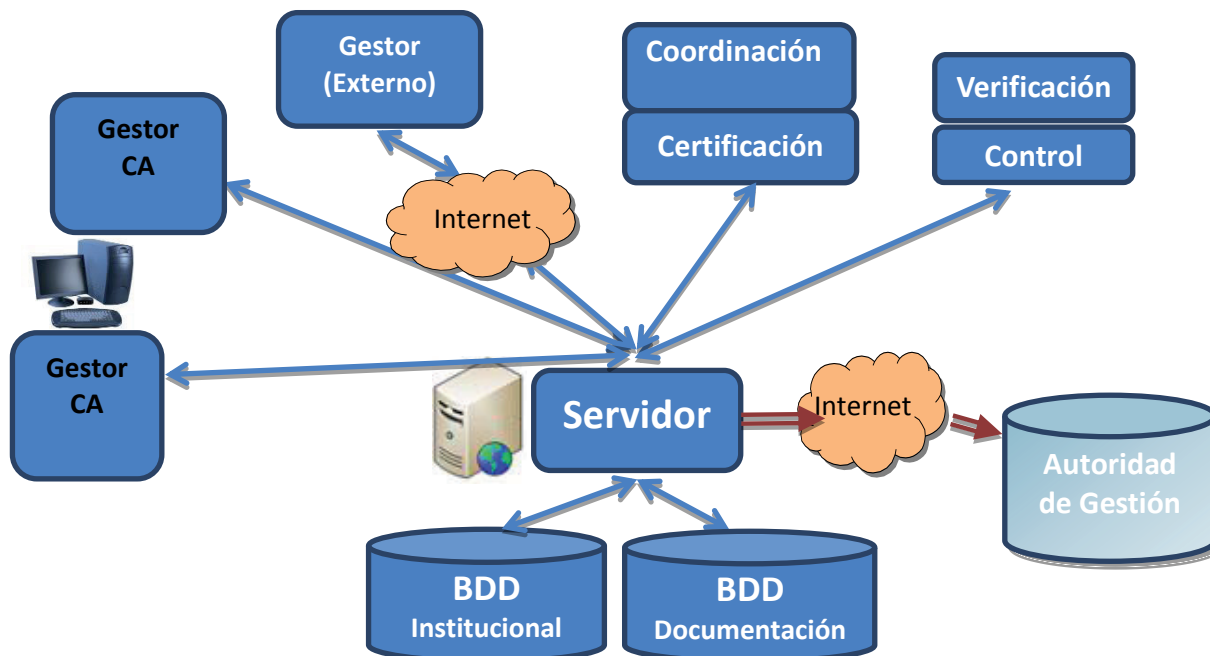 Gestor
(Externo)
Coordinación
Certificación
Verificación
Control
Gestor
CA
Internet
Gestor
CA
Servidor
Internet
Autoridad
de Gestión
BDD
Institucional
BDD
Documentación